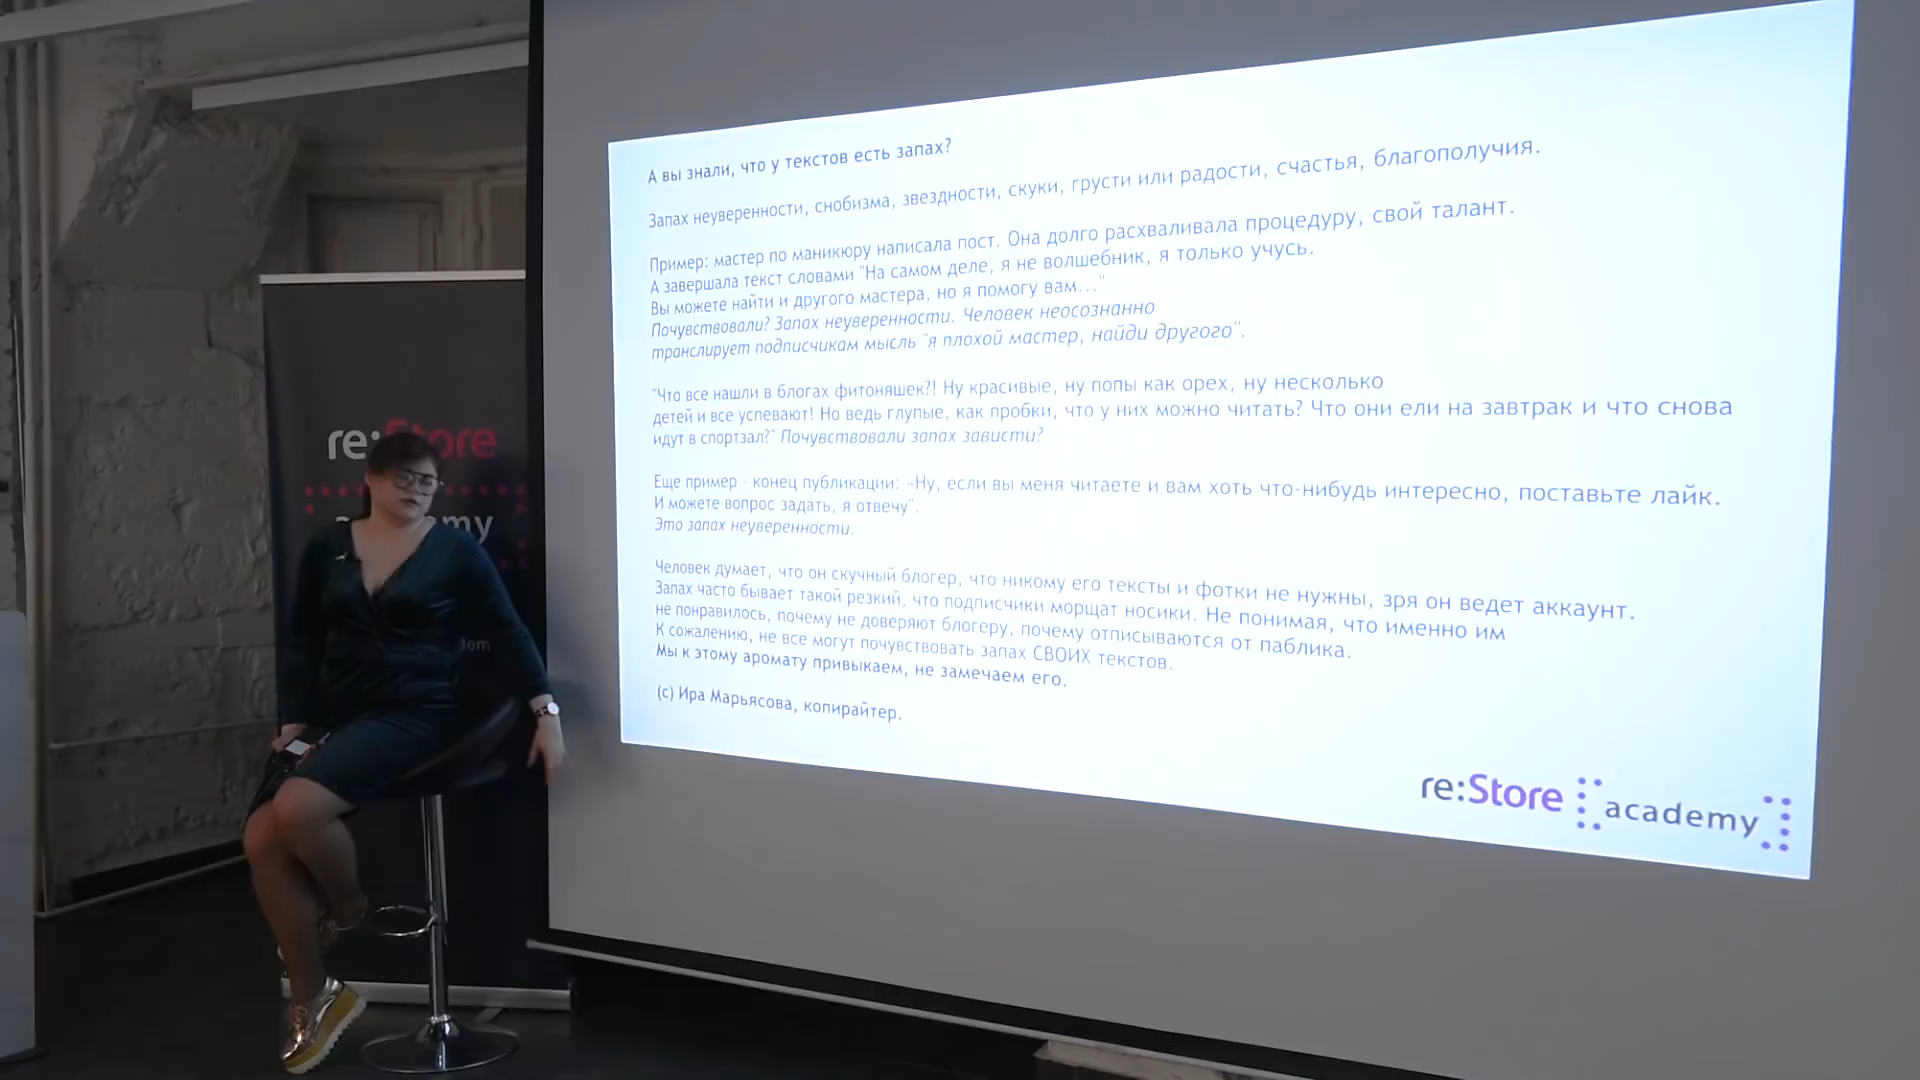 А вы знали, что у текстов есть запах?
Запах неуверенности, снобизма, звездности, скуки, грусти или радости, счастья, благополучия.
Пример: мастер по маникюру написала пост. Она долго расхваливала процедуру, свой талант.
А завершала текст словами "На самом деле, я не волшебник, я только учусь.
Вы можете найти и другого мастера, но я помогу вам..."
Почувствовали? Запах неуверенности. Человек неосознанно
транслирует подписчикам мысль "я плохой мастер, найди другого".
"Что все нашли в блогах фитоняшек?! Ну красивые, ну попы как орех, ну несколько
детей и все успевают! Но ведь глупые, как пробки, что у них можно читать? Что они ели на завтрак и что снова
идут в спортзал?" Почувствовали запах зависти?
Еще пример - конец публикации: «Ну, если вы меня читаете и вам хоть что-нибудь интересно, поставьте лайк.
И можете вопрос задать, я отвечу".
Это запах неуверенности.
Человек думает, что он скучный блогер, что никому его тексты и фотки не нужны, зря он ведет аккаунт.
Запах часто бывает такой резкий, что подписчики морщат носики. Не понимая, что именно им
не понравилось, почему не доверяют блогеру, почему отписываются от паблика.
К сожалению, не все могут почувствовать запах СВОИХ текстов.
Мы к этому аромату привыкаем, не замечаем его.
(с) Ира Марьясова, копирайтер.
re:Store academy
re:Store